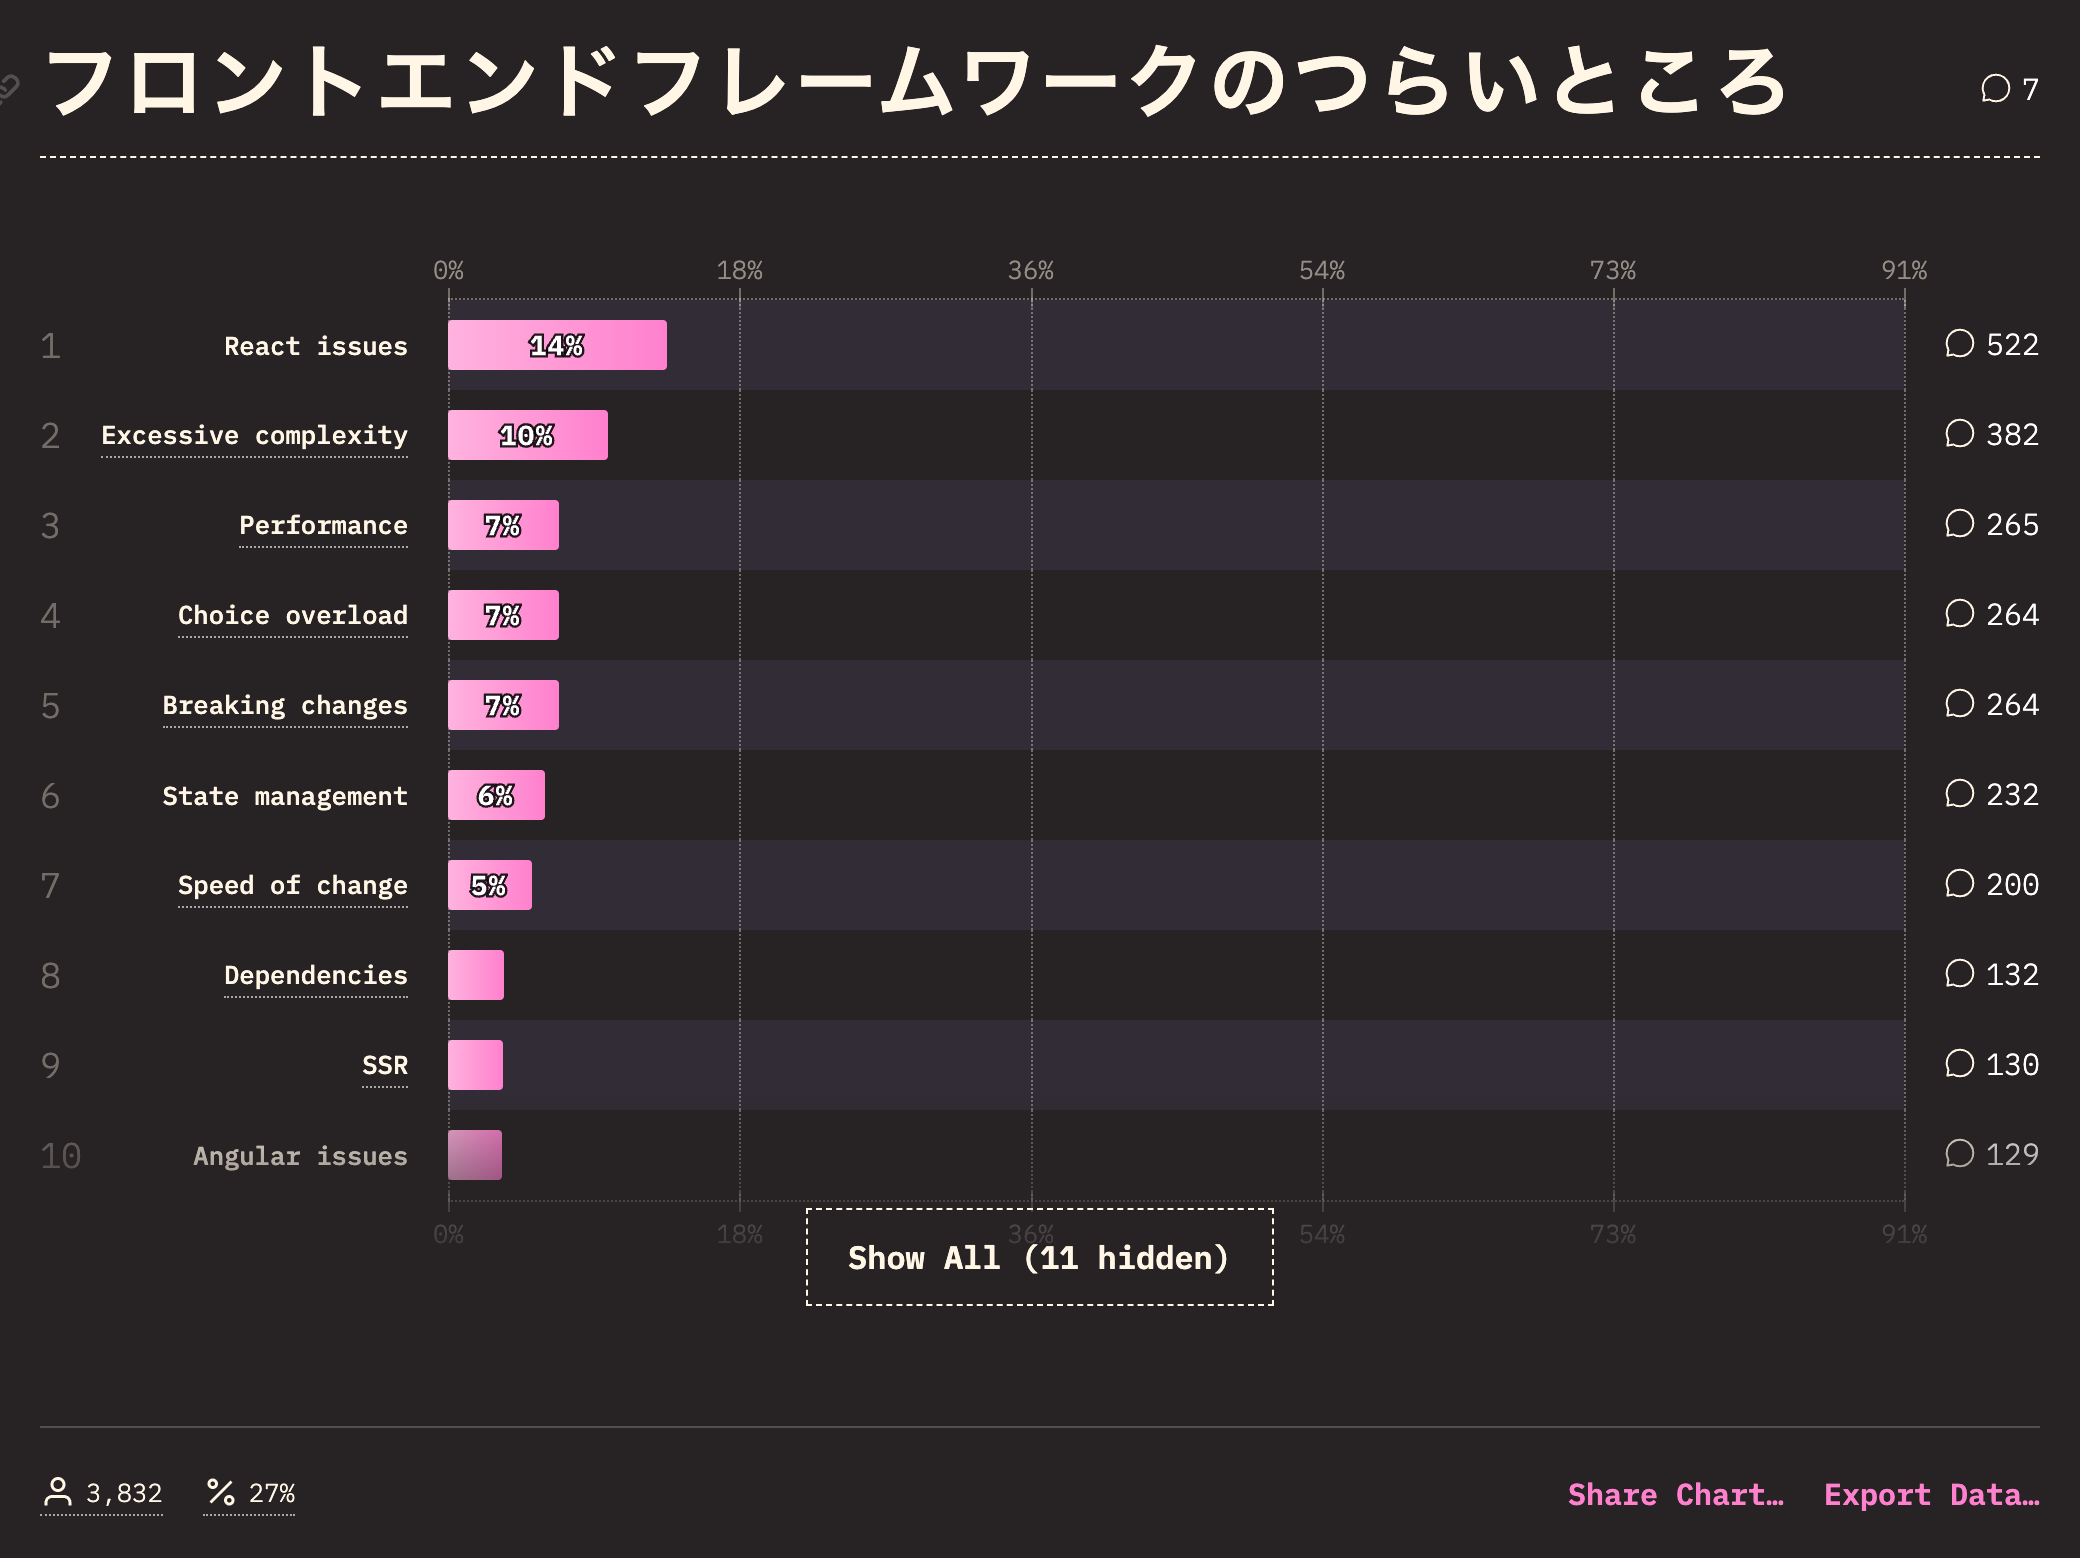 フロントエンドフレームワークのつらいところ 7
0% 18% 36% 54% 73% 91%
1 React issues 14% 522
2 Excessive complexity 10% 382
3 Performance 7% 265
4 Choice overload 7% 264
5 Breaking changes 7% 264
6 State management 6% 232
7 Speed of change 5% 200
8 Dependencies 132
9 SSR 130
10 Angular issues 129
0% 18% 36% 54% 73% 91%
Show All (11 hidden)
3,832 27% Share Chart… Export Data…